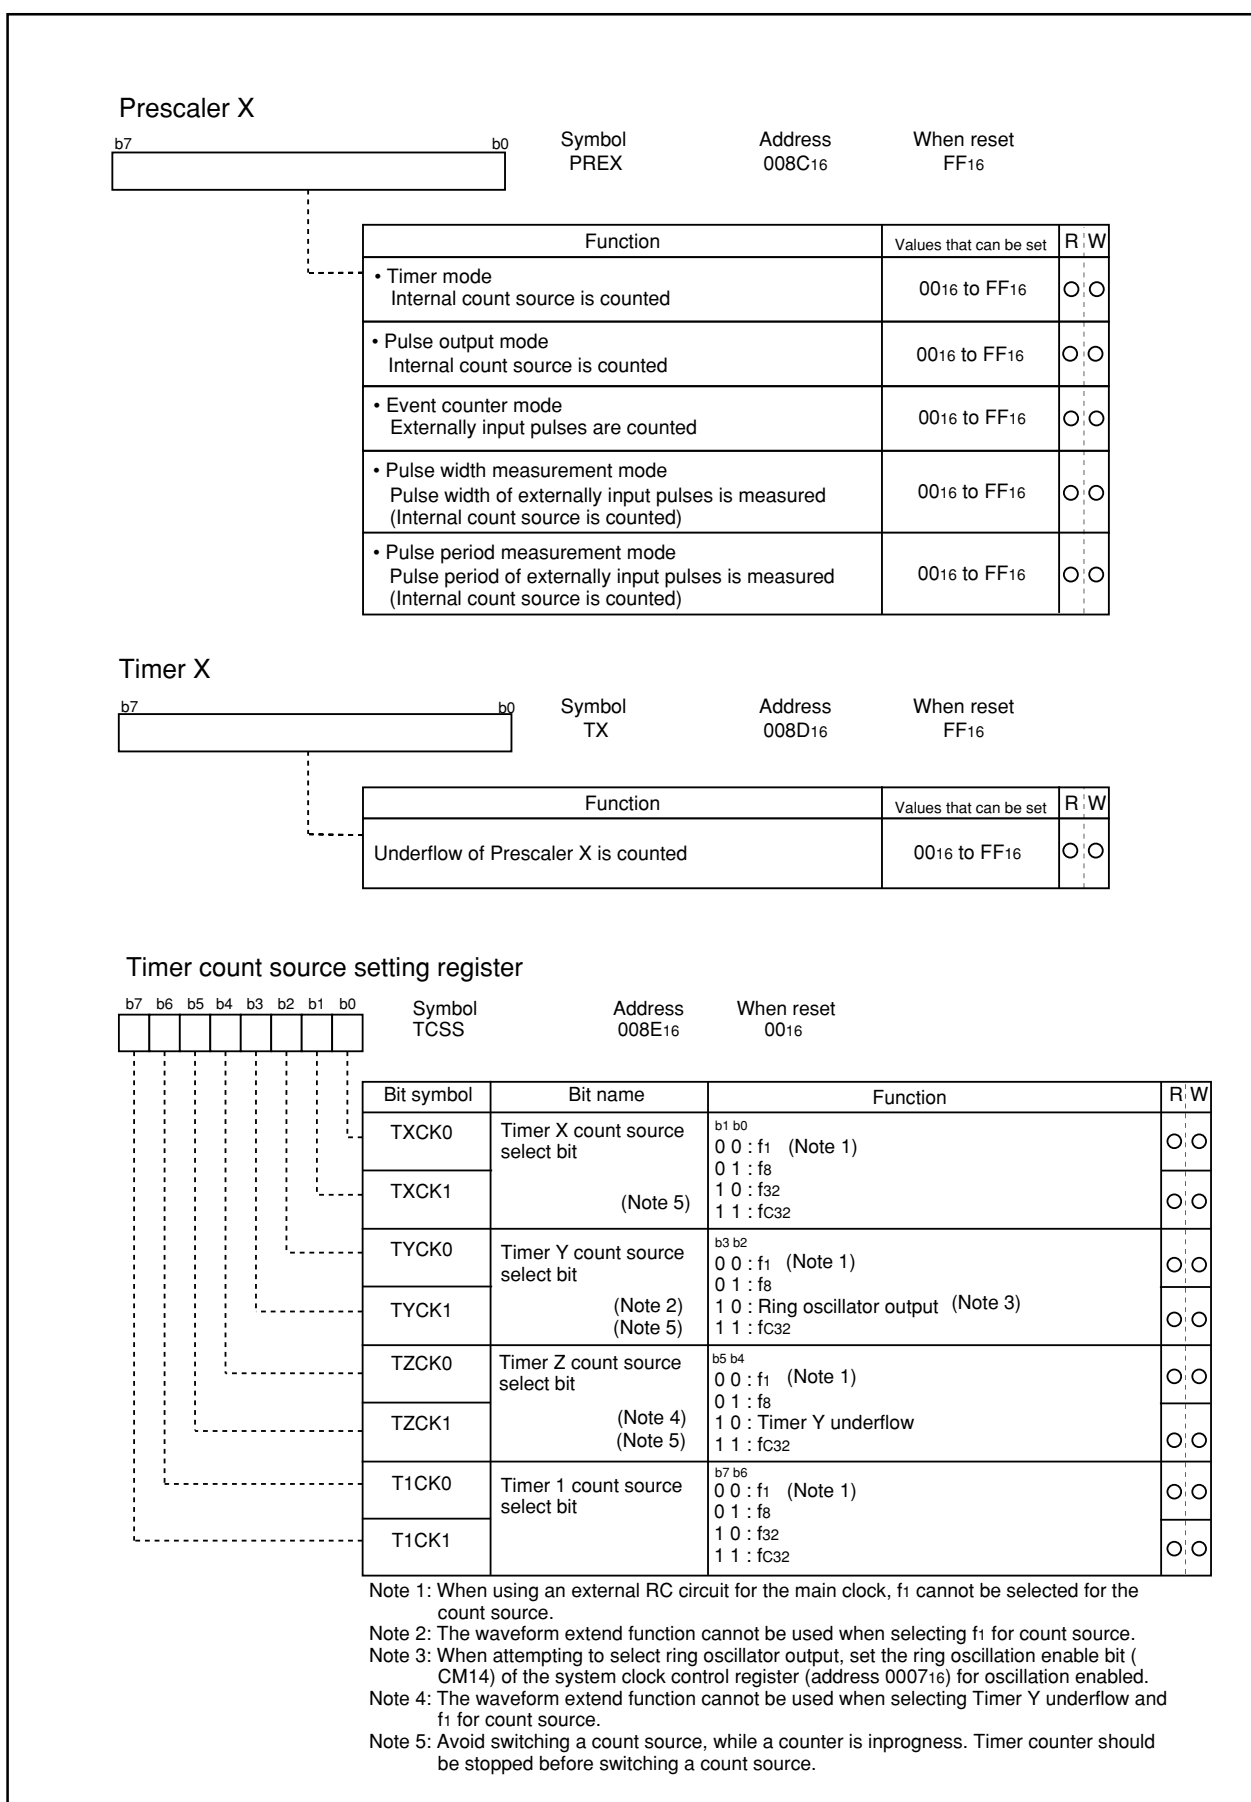 Prescaler X
b7 b0 Symbol Address When reset
PREX 008C16 FF16
Function Values that can be set R W
• Timer mode
Internal count source is counted 0016 to FF16 O O
• Pulse output mode
Internal count source is counted 0016 to FF16 O O
• Event counter mode
Externally input pulses are counted 0016 to FF16 O O
• Pulse width measurement mode
Pulse width of externally input pulses is measured 0016 to FF16 O O
(Internal count source is counted)
• Pulse period measurement mode
Pulse period of externally input pulses is measured 0016 to FF16 O O
(Internal count source is counted)
Timer X
b7 b0 Symbol Address When reset
TX 008D16 FF16
Function Values that can be set R W
Underflow of Prescaler X is counted 0016 to FF16 O O
Timer count source setting register
b7 b6 b5 b4 b3 b2 b1 b0 Symbol Address When reset
TCSS 008E16 0016
Bit symbol Bit name Function R W
TXCK0 Timer X count source select bit b1 b0
0 0 : f1 (Note 1) O O
0 1 : f8
TXCK1 (Note 5) 1 0 : f32 O O
1 1 : fC32
TYCK0 Timer Y count source select bit b3 b2
0 0 : f1 (Note 1) O O
0 1 : f8
TYCK1 (Note 2) 1 0 : Ring oscillator output (Note 3) O O
(Note 5) 1 1 : fC32
TZCK0 Timer Z count source select bit b5 b4
0 0 : f1 (Note 1) O O
0 1 : f8
TZCK1 (Note 4) 1 0 : Timer Y underflow
(Note 5) 1 1 : fC32 O O
T1CK0 Timer 1 count source select bit b7 b6
0 0 : f1 (Note 1) O O
0 1 : f8
T1CK1 1 0 : f32
1 1 : fC32 O O
Note 1: When using an external RC circuit for the main clock, f1 cannot be selected for the
count source.
Note 2: The waveform extend function cannot be used when selecting f1 for count source.
Note 3: When attempting to select ring oscillator output, set the ring oscillation enable bit (
CM14) of the system clock control register (address 000716) for oscillation enabled.
Note 4: The waveform extend function cannot be used when selecting Timer Y underflow and
f1 for count source.
Note 5: Avoid switching a count source, while a counter is inprogness. Timer counter should
be stopped before switching a count source.